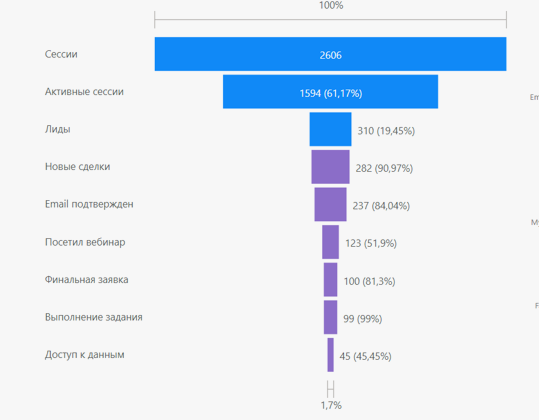 100%
Сессии
2606
Активные сессии
1594 (61,17%)
Лиды
310 (19,45%)
Новые сделки
282 (90,97%)
Email подтвержден
237 (84,04%)
Посетил вебинар
123 (51,9%)
Финальная заявка
100 (81,3%)
Выполнение задания
99 (99%)
Доступ к данным
45 (45,45%)
1,7%